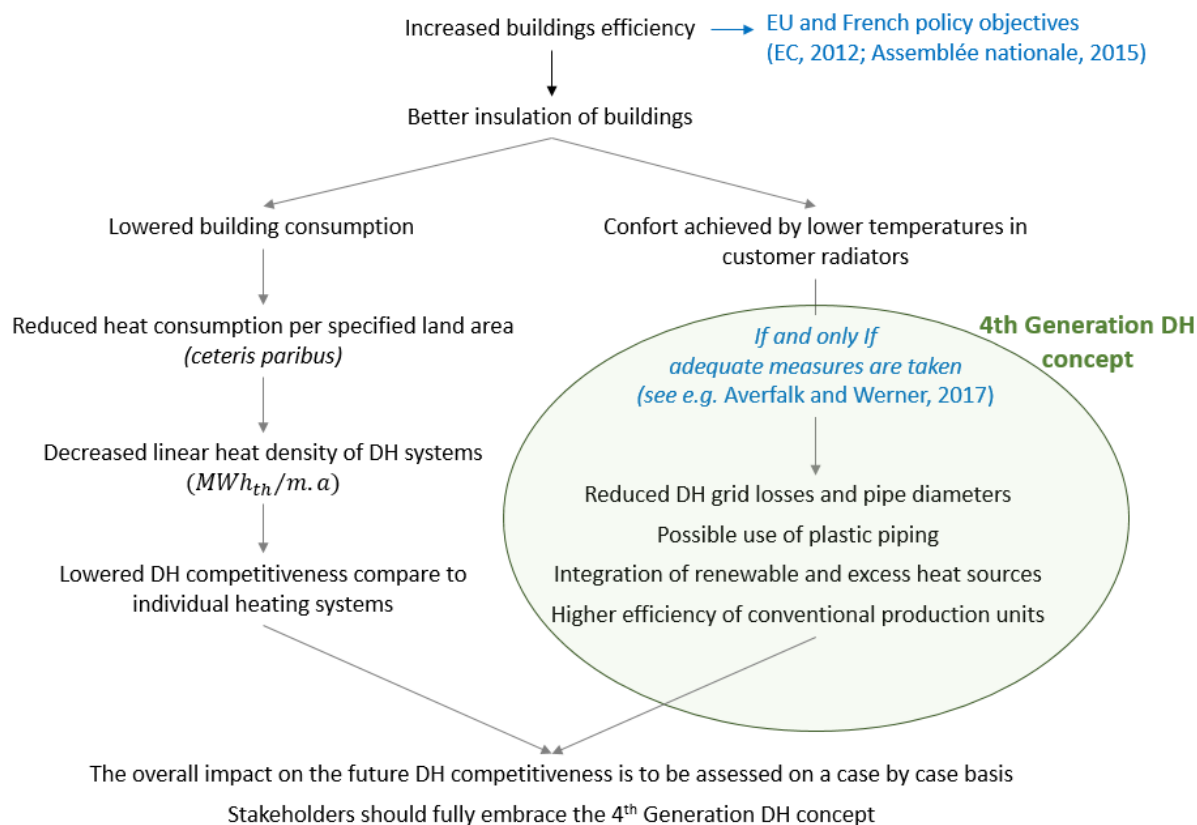 Increased buildings efficiency
EU and French policy objectives
(EC, 2012; Assemblée nationale, 2015)
Better insulation of buildings
Lowered building consumption
Reduced heat consumption per specified land area
(ceteris paribus)
Decreased linear heat density of DH systems
(MWh_th/m.a)
Lowered DH competitiveness compare to
individual heating systems
Confort achieved by lower temperatures in
customer radiators
4th Generation DH
concept
If and only If
adequate measures are taken
(see e.g. Averfalk and Werner, 2017)
Reduced DH grid losses and pipe diameters
Possible use of plastic piping
Integration of renewable and excess heat sources
Higher efficiency of conventional production units
The overall impact on the future DH competitiveness is to be assessed on a case by case basis
Stakeholders should fully embrace the 4th Generation DH concept